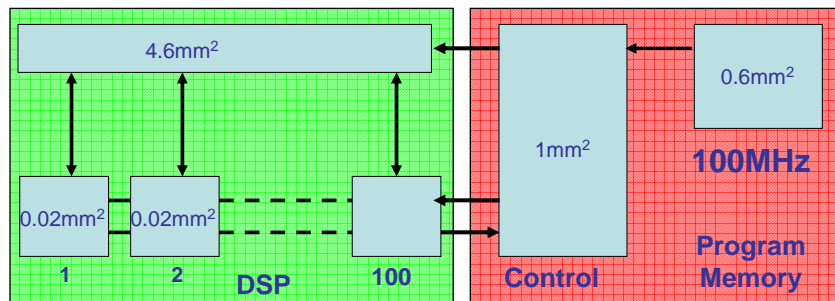 4.6mm²
0.6mm²
1mm²
100MHz
0.02mm²
0.02mm²
1
2
100
DSP
Control
Program
Memory